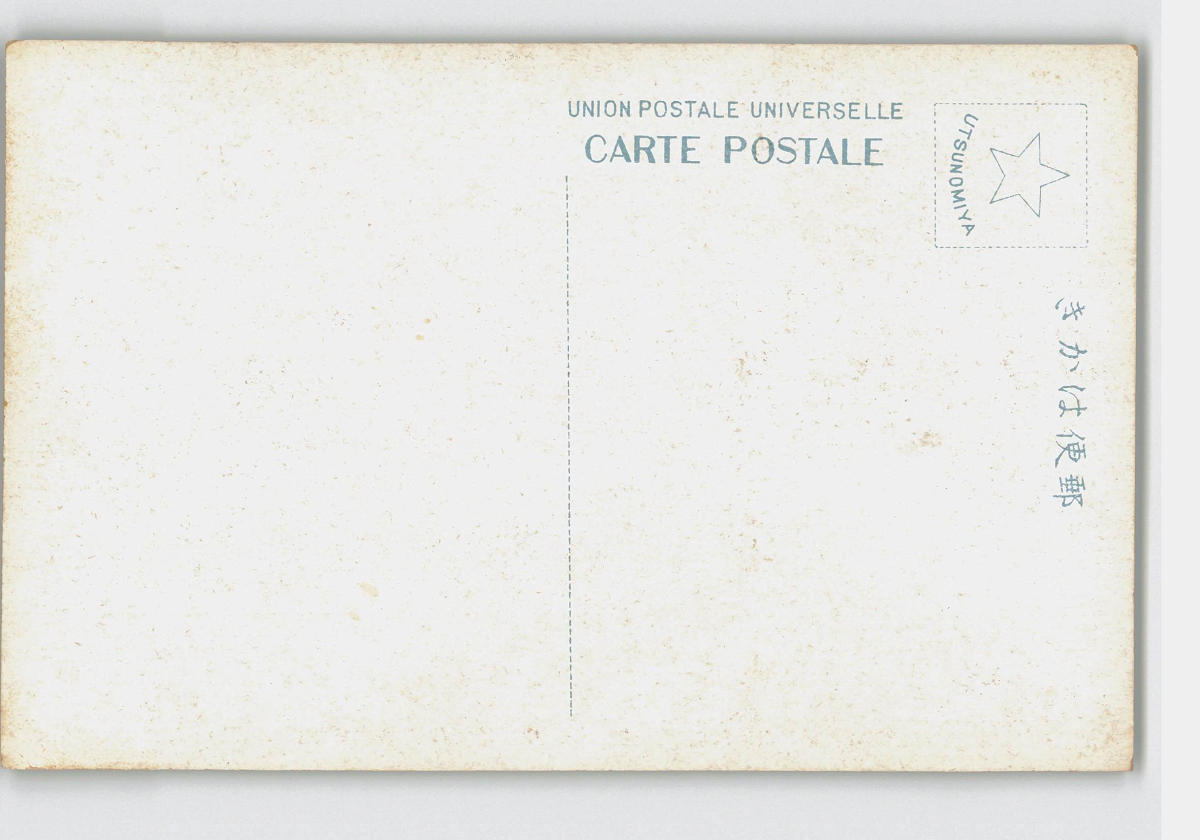 UNION POSTALE UNIVERSELLE
CARTE POSTALE
UTSUNOMIYA
きかは便郵